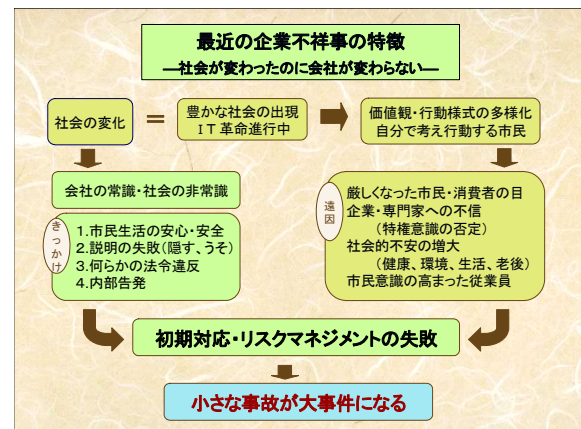 最近の企業不祥事の特徴
―社会が変わったのに会社が変わらない―
社会の変化
＝
豊かな社会の出現
ＩＴ革命進行中
価値観・行動様式の多様化
自分で考え行動する市民
会社の常識・社会の非常識
きっかけ
1.市民生活の安心・安全
2.説明の失敗(隠す、うそ)
3.何らかの法令違反
4.内部告発
遠因
厳しくなった市民・消費者の目
企業・専門家への不信
(特権意識の否定)
社会的不安の増大
(健康、環境、生活、老後)
市民意識の高まった従業員
初期対応・リスクマネジメントの失敗
小さな事故が大事件になる